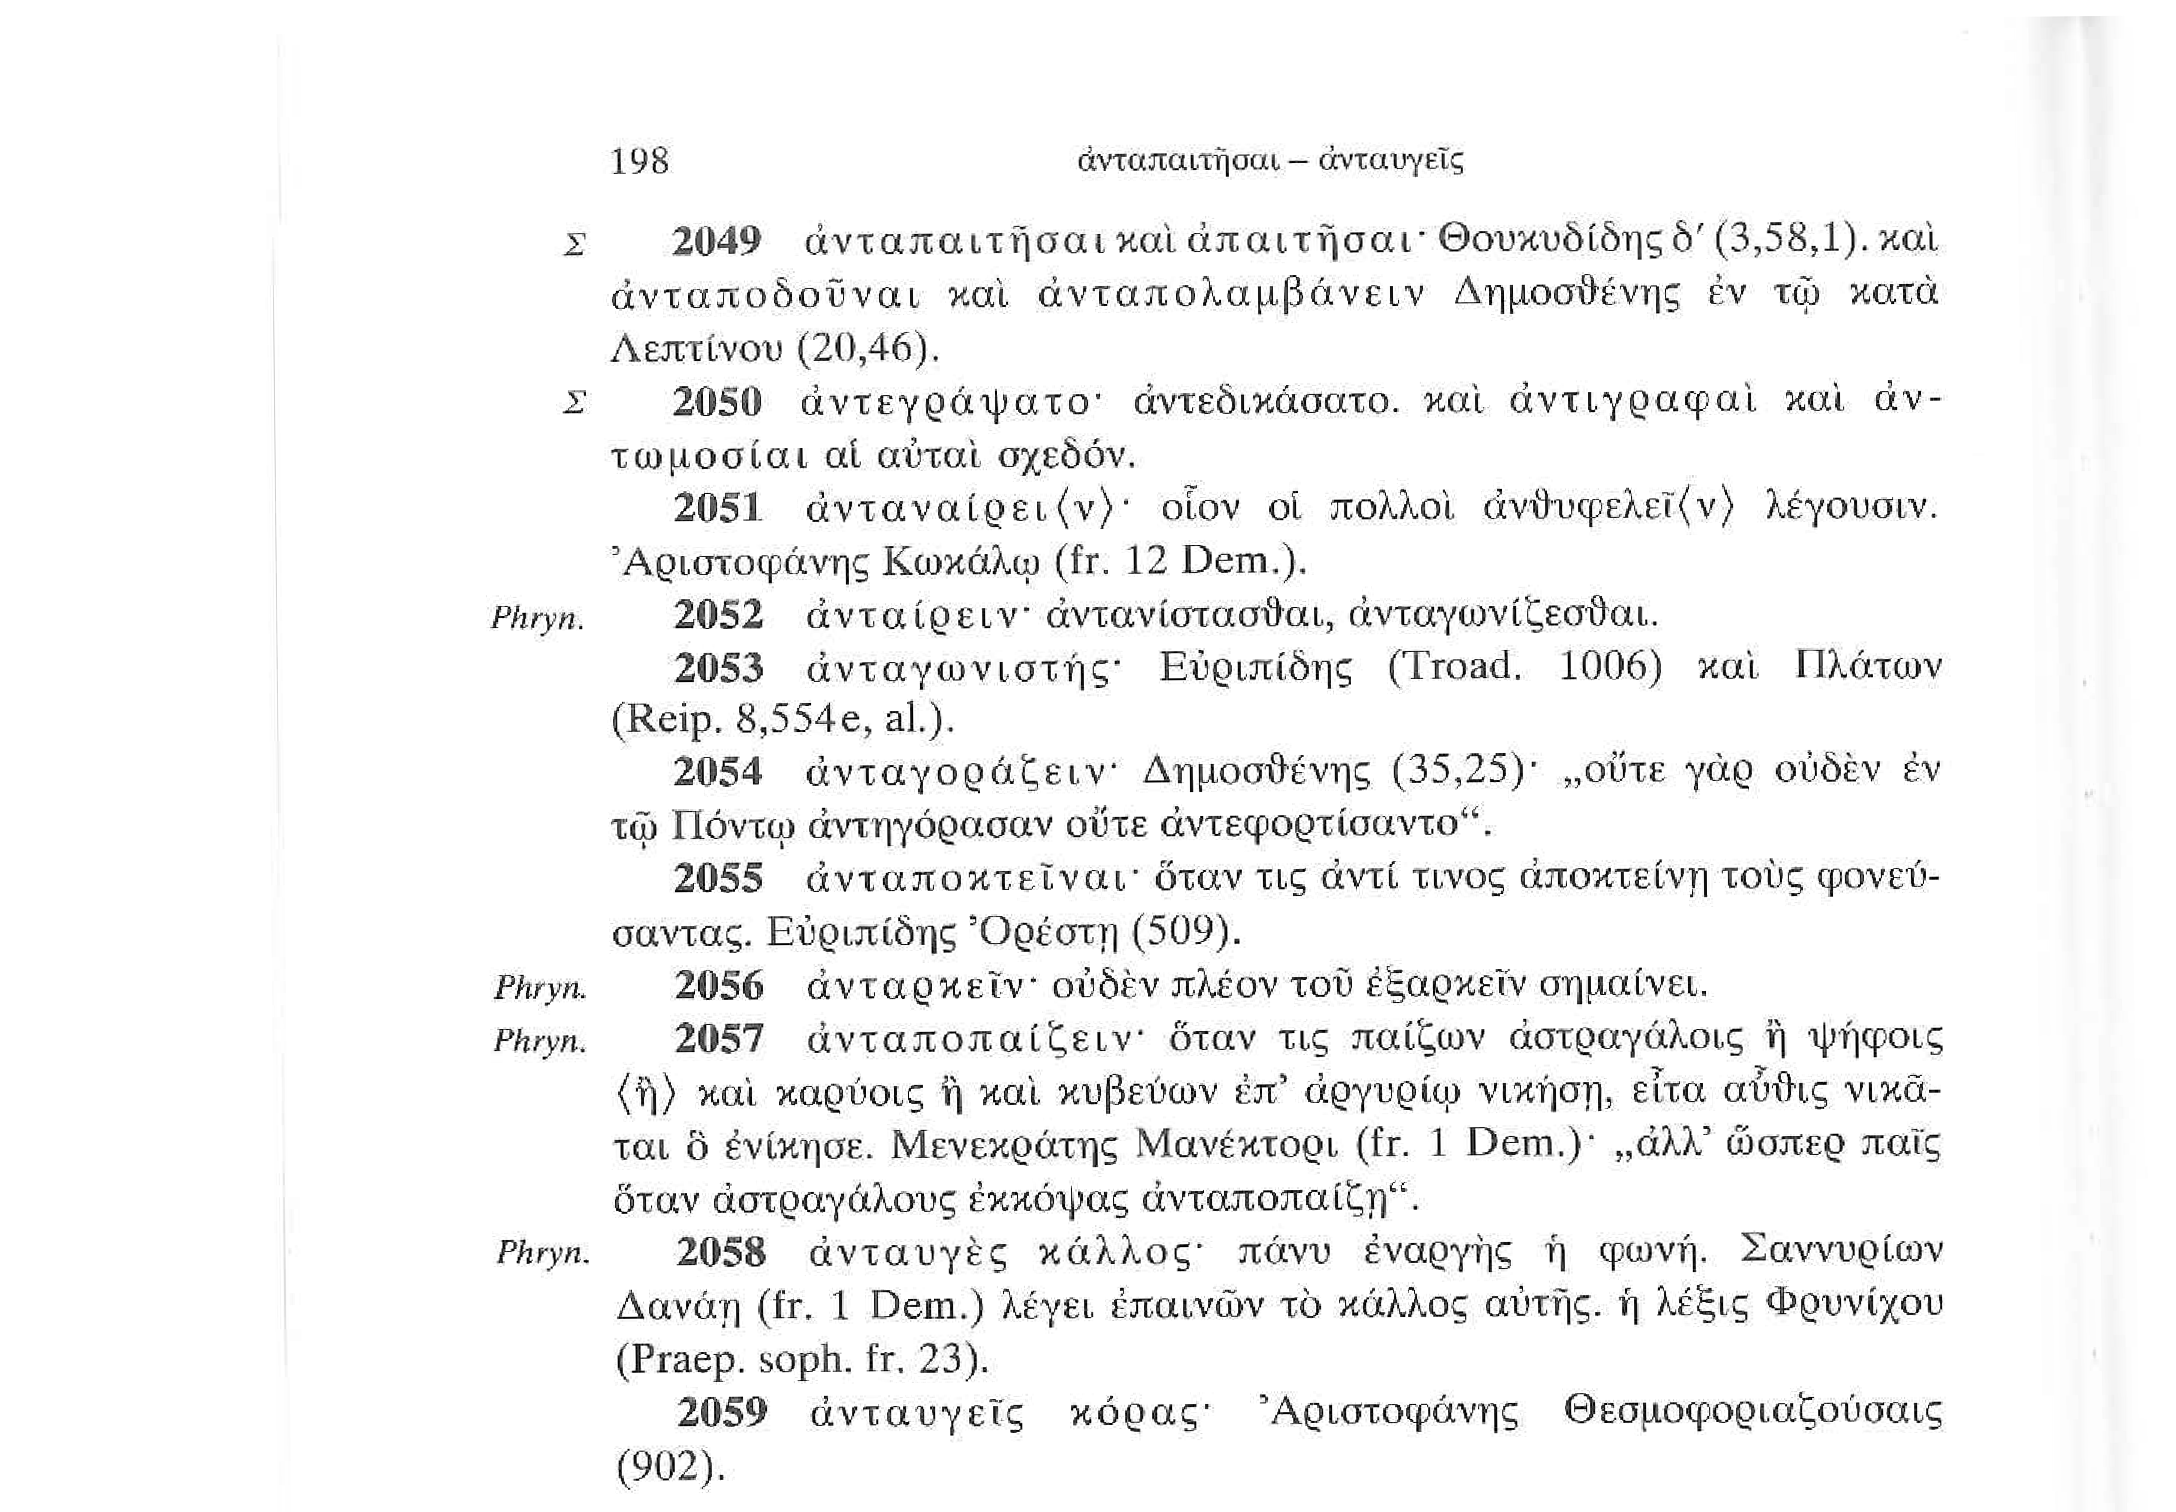 198 ἀνταπαιτῆσαι – ἀνταυγεῖς
Σ 2049 ἀνταπαιτῆσαι καὶ ἀπαιτῆσαι· Θουκυδίδης δ′ (3,58,1). καὶ
ἀνταποδοῦναι καὶ ἀνταπολαμβάνειν Δημοσθένης ἐν τῷ κατὰ
Λεπτίνου (20,46).
Σ 2050 ἀντεγράψατο· ἀντεδικάσατο. καὶ ἀντιγραφαὶ καὶ ἀν-
τωμοσίαι αἱ αὐταὶ σχεδόν.
2051 ἀνταναίρει⟨ν⟩· οἷον οἱ πολλοὶ ἀνθυφελεῖ⟨ν⟩ λέγουσιν.
Ἀριστοφάνης Κωκάλῳ (fr. 12 Dem.).
Phryn. 2052 ἀνταίρειν· ἀντανίστασθαι, ἀνταγωνίζεσθαι.
2053 ἀνταγωνιστής· Εὐριπίδης (Troad. 1006) καὶ Πλάτων
(Reip. 8,554e, al.).
2054 ἀνταγοράζειν· Δημοσθένης (35,25)· „οὔτε γὰρ οὐδὲν ἐν
τῷ Πόντῳ ἀντηγόρασαν οὔτε ἀντεφορτίσαντο“.
2055 ἀνταποκτεῖναι· ὅταν τις ἀντί τινος ἀποκτείνῃ τοὺς φονεύ-
σαντας. Εὐριπίδης Ὀρέστῃ (509).
Phryn. 2056 ἀνταρκεῖν· οὐδὲν πλέον τοῦ ἐξαρκεῖν σημαίνει.
Phryn. 2057 ἀνταποπαίζειν· ὅταν τις παίζων ἀστραγάλοις ἢ ψήφοις
⟨ἢ⟩ καὶ καρύοις ἢ καὶ κυβεύων ἐπ’ ἀργυρίῳ νικήσῃ, εἶτα αὖθις νικᾶ-
ται ὃ ἐνίκησε. Μενεκράτης Μανέκτορι (fr. 1 Dem.)· „ἀλλ’ ὥσπερ παῖς
ὅταν ἀστραγάλους ἐκκόψας ἀνταποπαίζῃ“.
Phryn. 2058 ἀνταυγὲς κάλλος· πάνυ ἐναργὴς ἡ φωνή. Σαννυρίων
Δανάῃ (fr. 1 Dem.) λέγει ἐπαινῶν τὸ κάλλος αὐτῆς. ἡ λέξις Φρυνίχου
(Praep. soph. fr. 23).
2059 ἀνταυγεῖς κόρας· Ἀριστοφάνης Θεσμοφοριαζούσαις
(902).